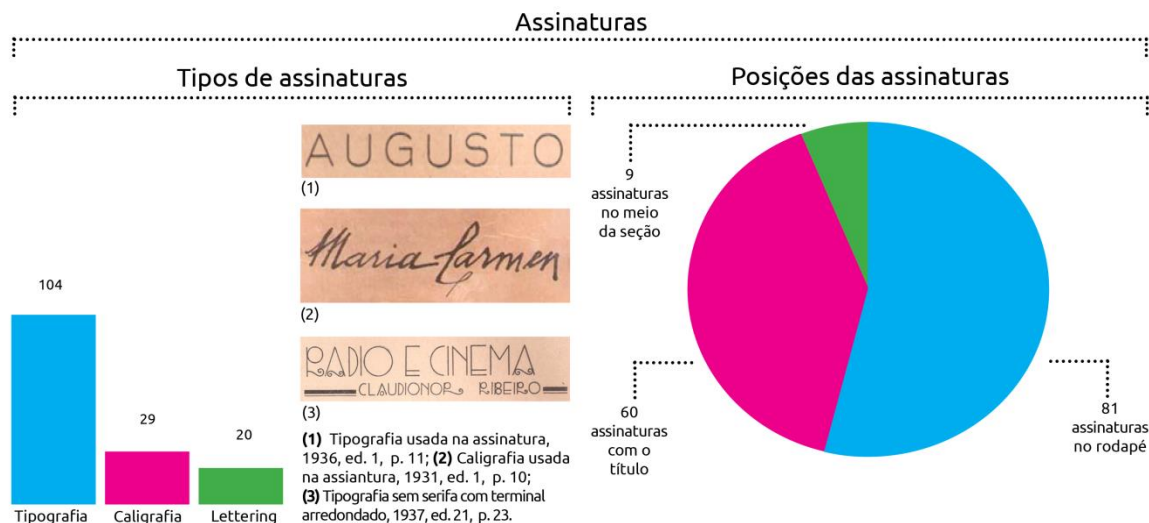 Assinaturas
Tipos de assinaturas
104
29
20
Tipografia
Caligrafia
Lettering
AUGUSTO
(1)
Maria Carmen
(2)
RADIO E CINEMA
CLAUDIONOR RIBEIRO
(3)
(1) Tipografia usada na assinatura,
1936, ed. 1, p. 11; (2) Caligrafia usada
na assiantura, 1931, ed. 1, p. 10;
(3) Tipografia sem serifa com terminal
arredondado, 1937, ed. 21, p. 23.
Posições das assinaturas
9
assinaturas
no meio
da seção
60
assinaturas
com o
título
81
assinaturas
no rodapé